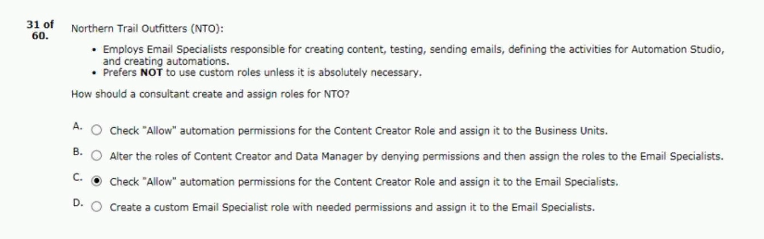 31 of
60.
Northern Trail Outfitters (NTO):
• Employs Email Specialists responsible for creating content, testing, sending emails, defining the activities for Automation Studio,
and creating automations.
• Prefers NOT to use custom roles unless it is absolutely necessary.
How should a consultant create and assign roles for NTO?
A. Check "Allow" automation permissions for the Content Creator Role and assign it to the Business Units.
B. Alter the roles of Content Creator and Data Manager by denying permissions and then assign the roles to the Email Specialists.
C. Check "Allow" automation permissions for the Content Creator Role and assign it to the Email Specialists.
D. Create a custom Email Specialist role with needed permissions and assign it to the Email Specialists.